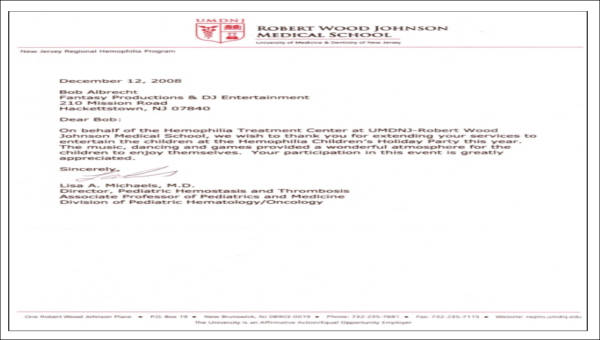 UMDNJ
ROBERT WOOD JOHNSON
MEDICAL SCHOOL
University of Medicine & Dentistry of New Jersey
New Jersey Regional Hemophilia Program
December 12, 2008
Bob Albrecht
Fantasy Productions & DJ Entertainment
210 Mission Road
Hackettstown, NJ 07840
Dear Bob:
On behalf of the Hemophilia Treatment Center at UMDNJ-Robert Wood
Johnson Medical School, we wish to thank you for extending your services to
entertain the children at the Hemophilia Children's Holiday Party this year.
The music, dancing and games provided a wonderful atmosphere for the
children to enjoy themselves. Your participation in this event is greatly
appreciated.
Sincerely,
Lisa A. Michaels, M.D.
Director, Pediatric Hemostasis and Thrombosis
Associate Professor of Pediatrics and Medicine
Division of Pediatric Hematology/Oncology
One Robert Wood Johnson Place • P.O. Box 19 • New Brunswick, NJ 08903-0019 • Phone: 732-235-7681 • Fax: 732-235-7115 • Website: rwjms.umdnj.edu
The University is an Affirmative Action/Equal Opportunity Employer